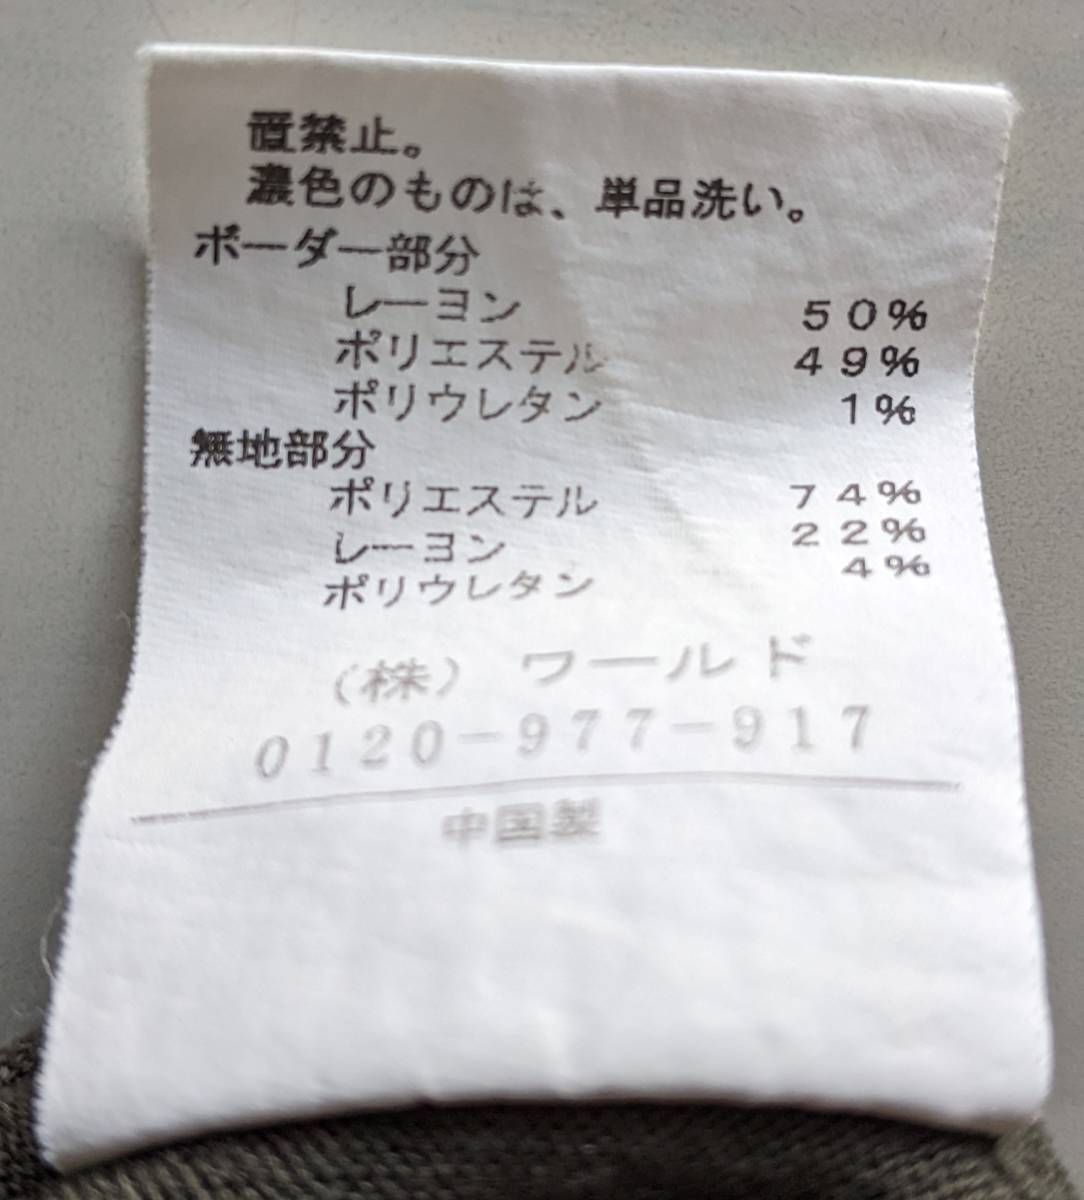 置禁止。
濃色のものは、単品洗い。
ボーダー部分
レーヨン 50%
ポリエステル 49%
ポリウレタン 1%
無地部分
ポリエステル 74%
レーヨン 22%
ポリウレタン 4%
（株） ワールド
0120-977-917
中国製